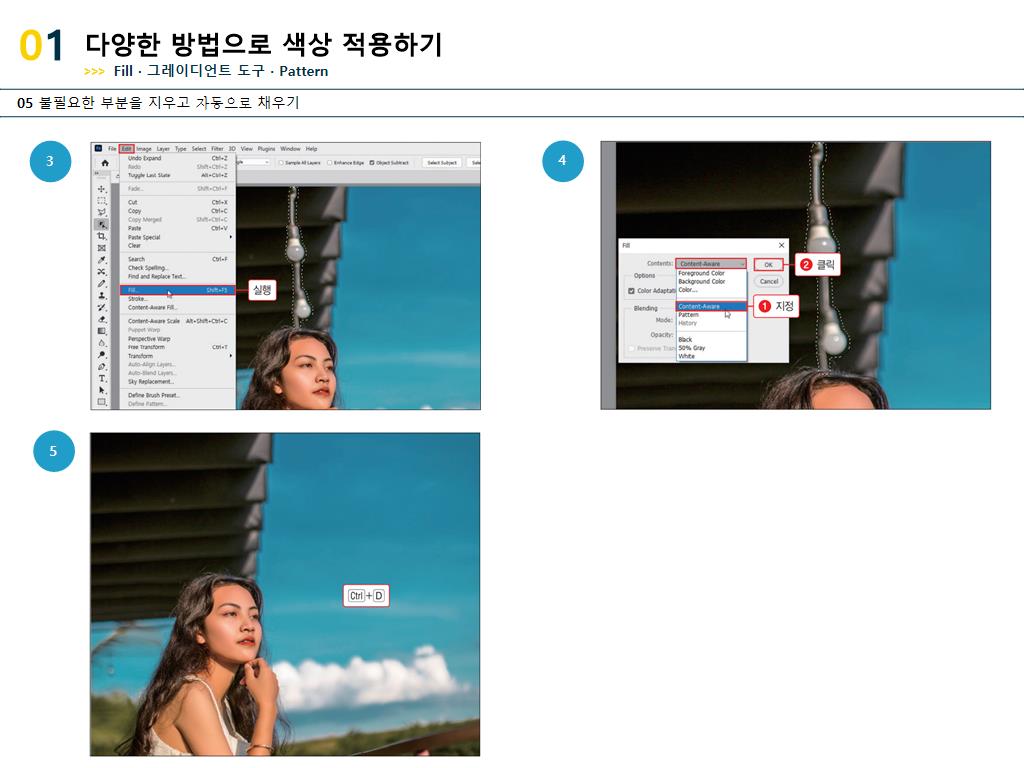 01 다양한 방법으로 색상 적용하기
>>> Fill · 그레이디언트 도구 · Pattern
05 불필요한 부분을 지우고 자동으로 채우기
3
File Edit Image Layer Type Select Filter 3D View Plugins Window Help
Sample All Layers Enhance Edge Object Subtract Select Subject
Undo Expand Ctrl+Z
Redo Shift+Ctrl+Z
Toggle Last State Alt+Ctrl+Z
Fade... Shift+Ctrl+F
Cut Ctrl+X
Copy Ctrl+C
Copy Merged Shift+Ctrl+C
Paste Ctrl+V
Paste Special
Clear
Search Ctrl+F
Check Spelling...
Find and Replace Text...
Fill... Shift+F5
실행
Stroke...
Content-Aware Fill...
Content-Aware Scale Alt+Shift+Ctrl+C
Puppet Warp
Perspective Warp
Free Transform Ctrl+T
Transform
Auto-Align Layers...
Auto-Blend Layers...
Sky Replacement...
Define Brush Preset...
Define Pattern...
4
Fill
Contents: Content-Aware
OK
2 클릭
Foreground Color
Background Color
Color...
Options
Cancel
Color Adaptati
Content-Aware
1 지정
Blending
Pattern
Mode:
History
Opacity:
Black
50% Gray
Preserve Tran
White
5
Ctrl+D